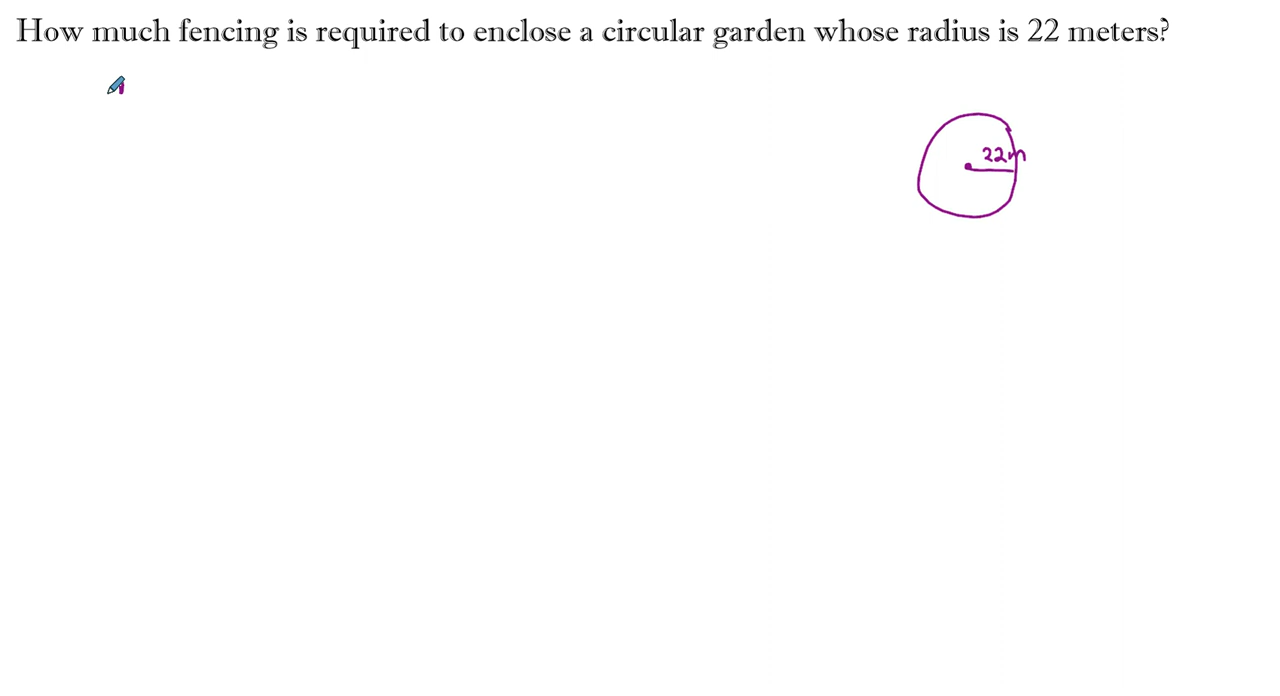 How much fencing is required to enclose a circular garden whose radius is 22 meters?
22m